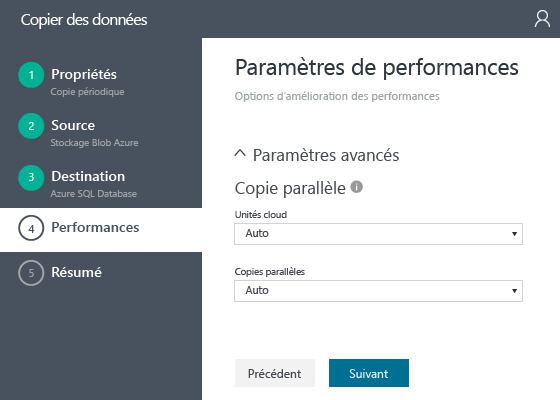 Copier des données
1 Propriétés
Copie périodique
2 Source
Stockage Blob Azure
3 Destination
Azure SQL Database
4 Performances
5 Résumé
Paramètres de performances
Options d'amélioration des performances
Paramètres avancés
Copie parallèle i
Unités cloud
Auto
Copies parallèles
Auto
Précédent Suivant